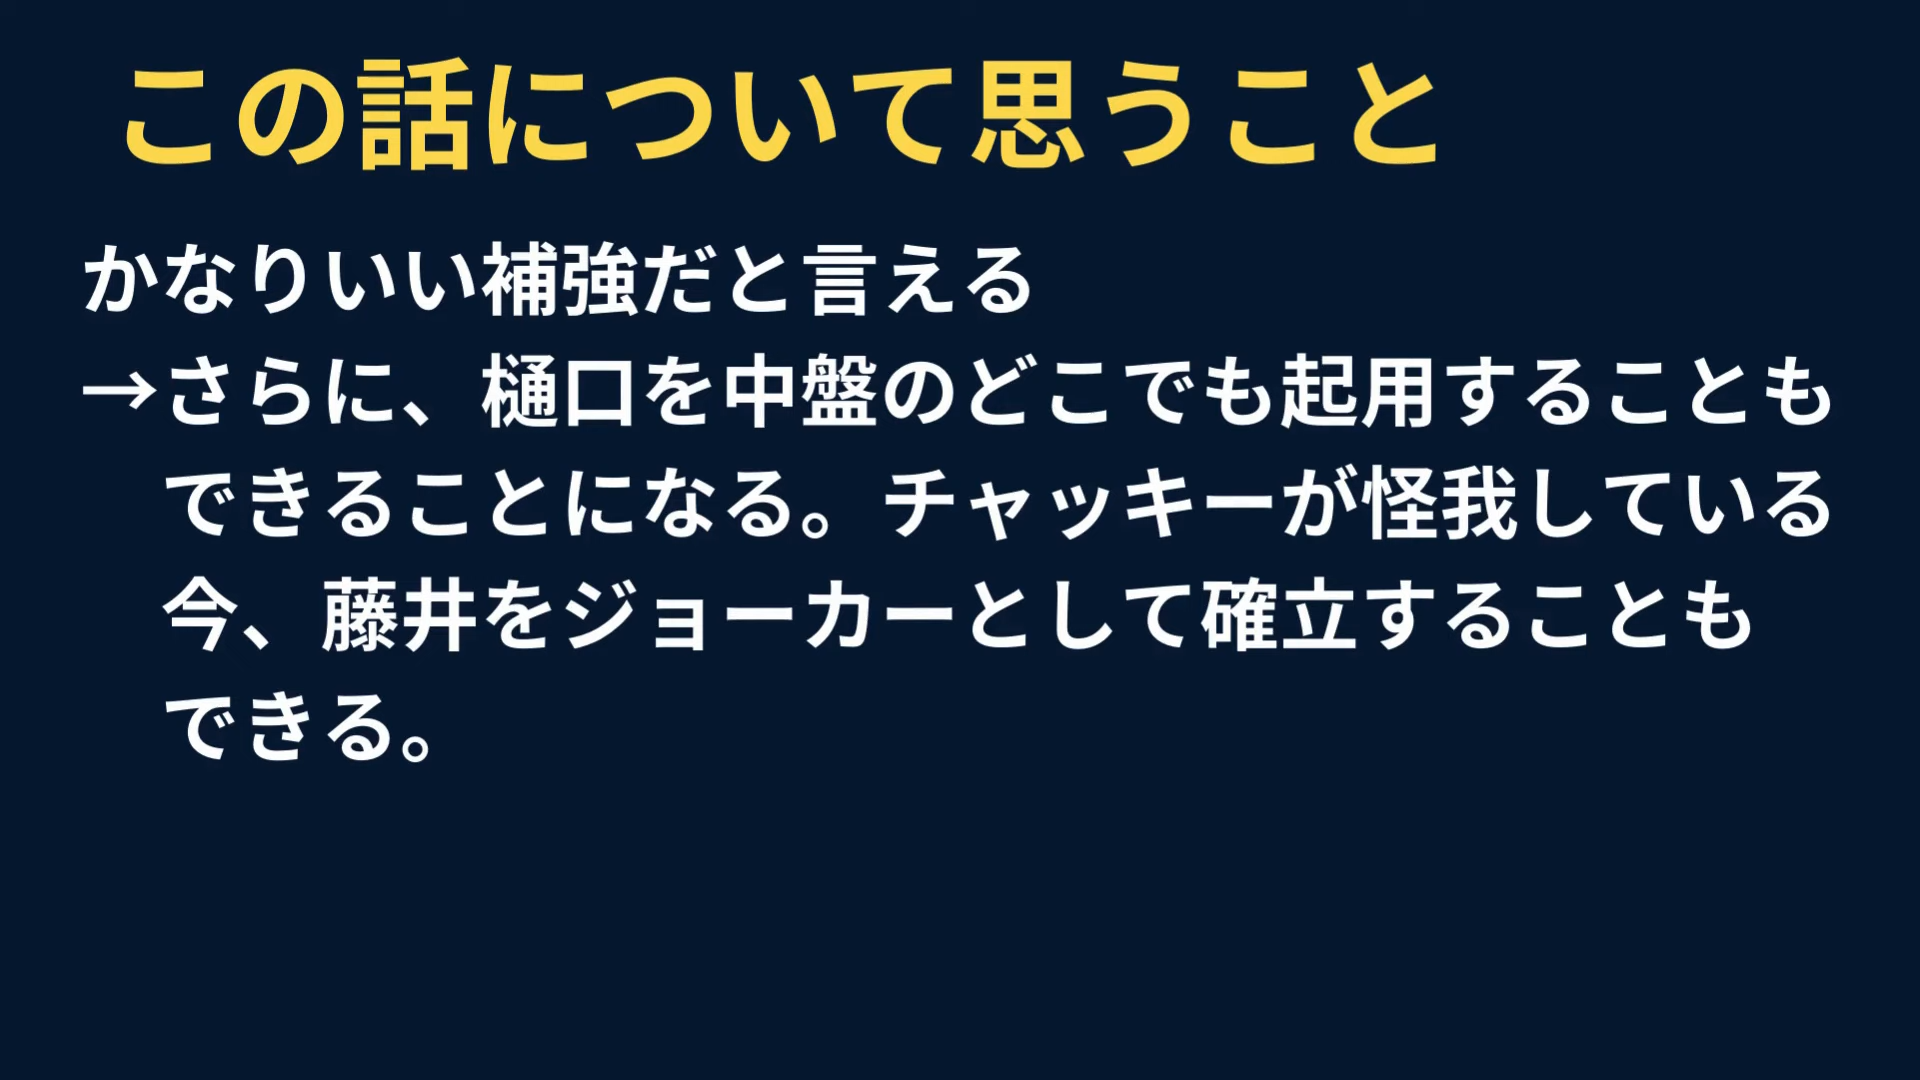 この話について思うこと
かなりいい補強だと言える
→さらに、樋口を中盤のどこでも起用することも
できることになる。チャッキーが怪我している
今、藤井をジョーカーとして確立することも
できる。